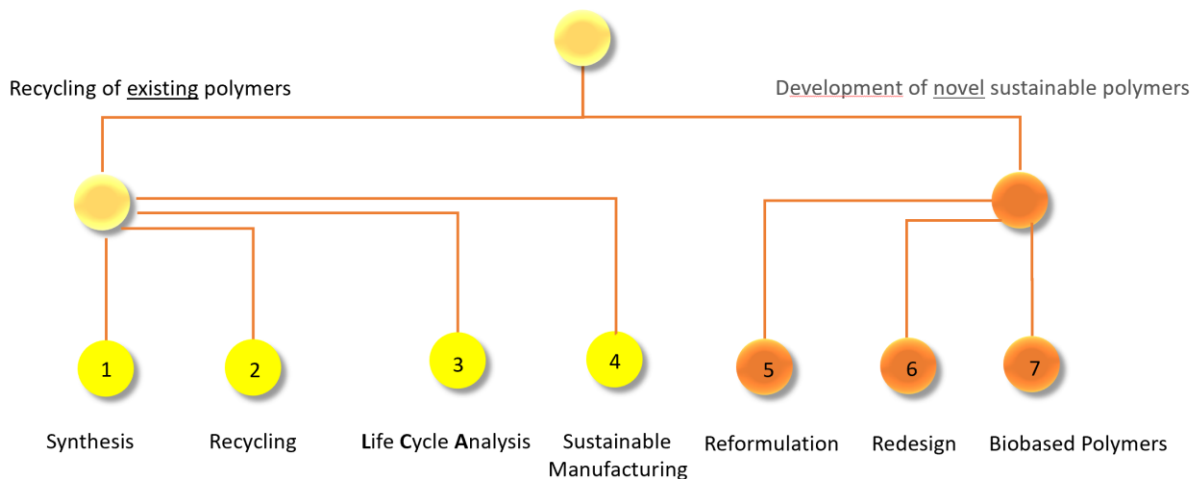 Recycling of existing polymers
Development of novel sustainable polymers
1
2
3
4
5
6
7
Synthesis
Recycling
Life Cycle Analysis
Sustainable
Manufacturing
Reformulation
Redesign
Biobased Polymers